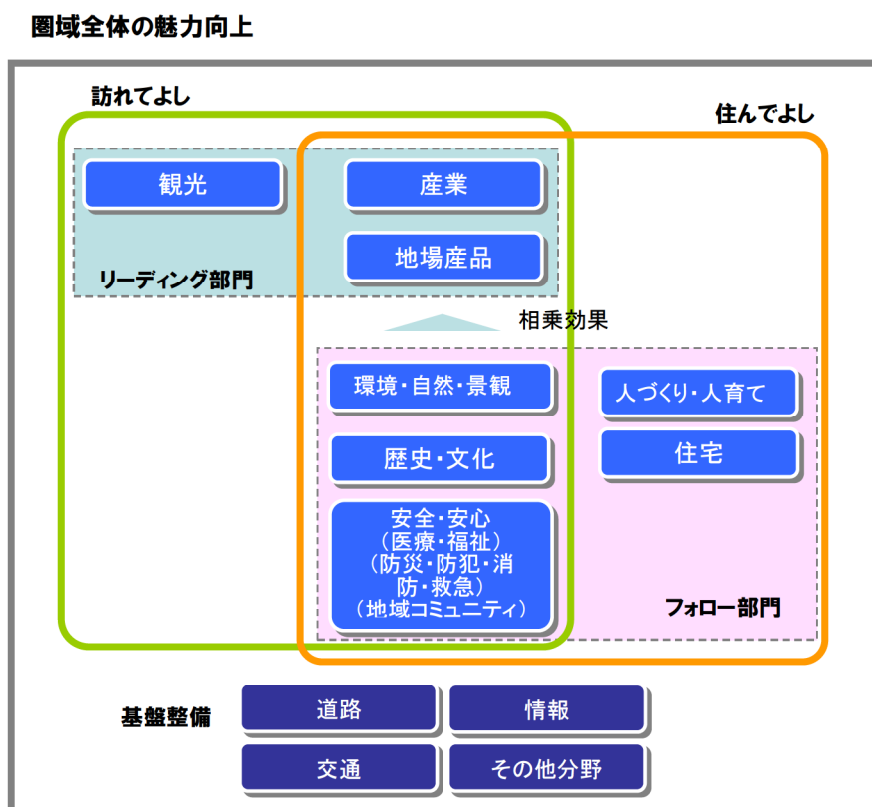 圏域全体の魅力向上
訪れてよし
住んでよし
観光
産業
地場産品
リーディング部門
相乗効果
環境・自然・景観
人づくり・人育て
歴史・文化
住宅
安全・安心
（医療・福祉）
（防災・防犯・消
防・救急）
（地域コミュニティ）
フォロー部門
基盤整備
道路
情報
交通
その他分野